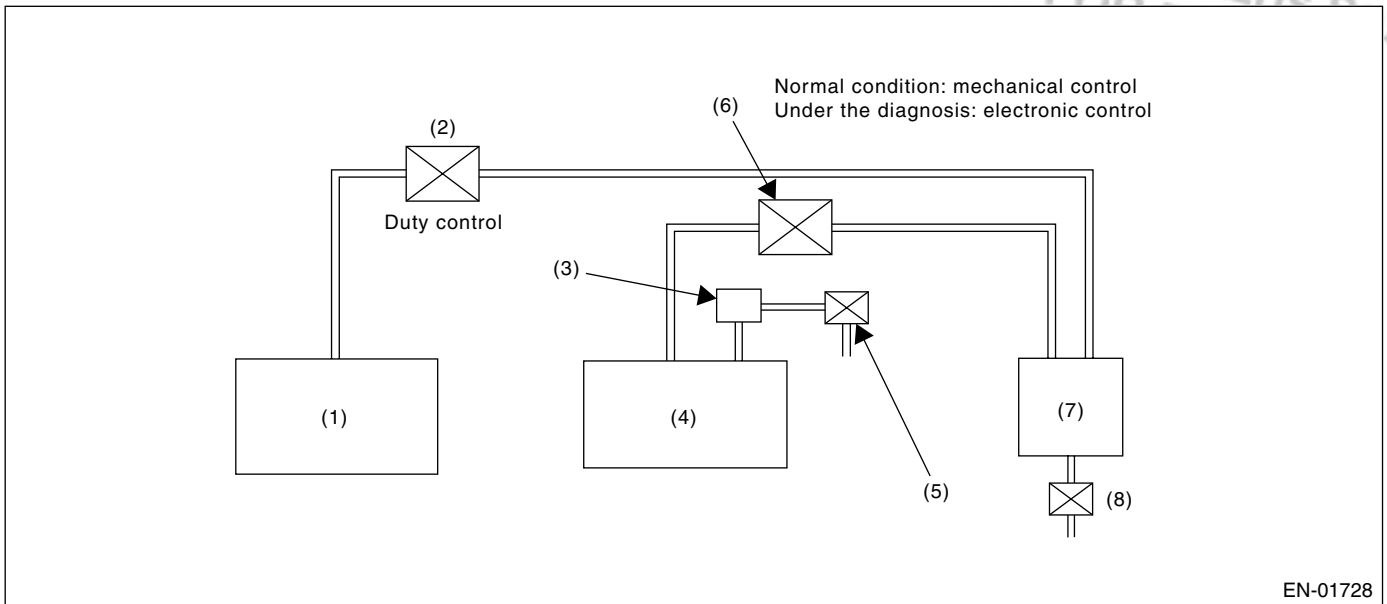 Normal condition: mechanical control
Under the diagnosis: electronic control
(6)
(2)
Duty control
(3)
(1)
(4)
(7)
(5)
(8)
EN-01728